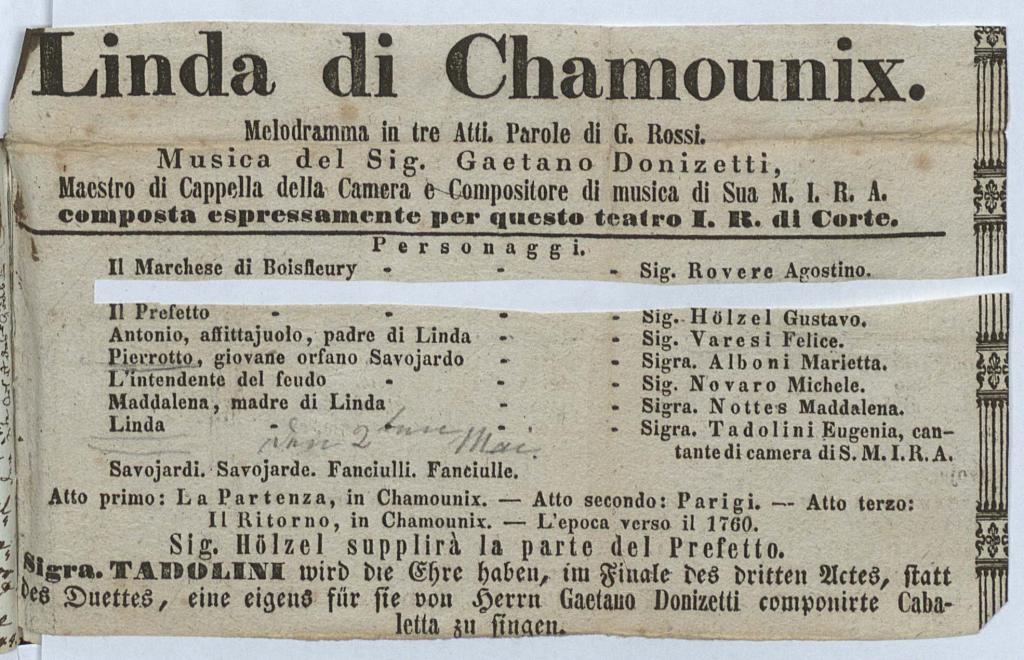 Linda di Chamounix.
Melodramma in tre Atti. Parole di G. Rossi.
Musica del Sig. Gaetano Donizetti,
Maestro di Cappella della Camera e Compositore di musica di Sua M. I. R. A.
composta espressamente per questo teatro I. R. di Corte.
Personaggi.
Il Marchese di Boisfleury - - - Sig. Rovere Agostino.
Il Prefetto - - - - Sig. Hölzel Gustavo.
Antonio, affittajuolo, padre di Linda - - Sig. Varesi Felice.
Pierrotto, giovane orfano Savojardo - - Sigra. Alboni Marietta.
L'intendente del feudo - - - Sig. Novaro Michele.
Maddalena, madre di Linda - - Sigra. Nottes Maddalena.
Linda - - - Sigra. Tadolini Eugenia, can-
tante di camera di S. M. I. R. A.
den 2ten Mai.
Savojardi. Savojarde. Fanciulli. Fanciulle.
Atto primo: La Partenza, in Chamounix. — Atto secondo: Parigi. — Atto terzo:
Il Ritorno, in Chamounix. — L'epoca verso il 1760.
Sig. Hölzel supplirà la parte del Prefetto.
Sigra. TADOLINI wird die Ehre haben, im Finale des dritten Actes, statt
des Duettes, eine eigens für sie von Herrn Gaetano Donizetti componirte Caba-
letta zu singen.